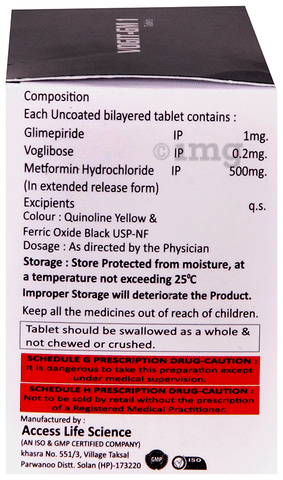 VOGIT-GM 1
Tablets
Composition
Each Uncoated bilayered tablet contains :
Glimepiride IP 1mg.
Voglibose IP 0.2mg.
Metformin Hydrochloride IP 500mg.
(In extended release form)
Excipients q.s.
Colour : Quinoline Yellow &
Ferric Oxide Black USP-NF
Dosage : As directed by the Physician
Storage : Store Protected from moisture, at
a temperature not exceeding 25°C
Improper Storage will deteriorate the Product.
Keep all the medicines out of reach of children.
Tablet should be swallowed as a whole &
not chewed or crushed.
SCHEDULE G PRESCRIPTION DRUG-CAUTION :
It is dangerous to take this preparation except
under medical supervision.
SCHEDULE H PRESCRIPTION DRUG-CAUTION :
Not to be sold by retail without the prescription
of a Registered Medical Practitioner.
Manufactured by :
Access Life Science
(AN ISO & GMP CERTIFIED COMPANY)
khasra No. 551/3, Village Taksal
Parwanoo Distt. Solan (HP)-173220
GMP
ISO
© 1mg